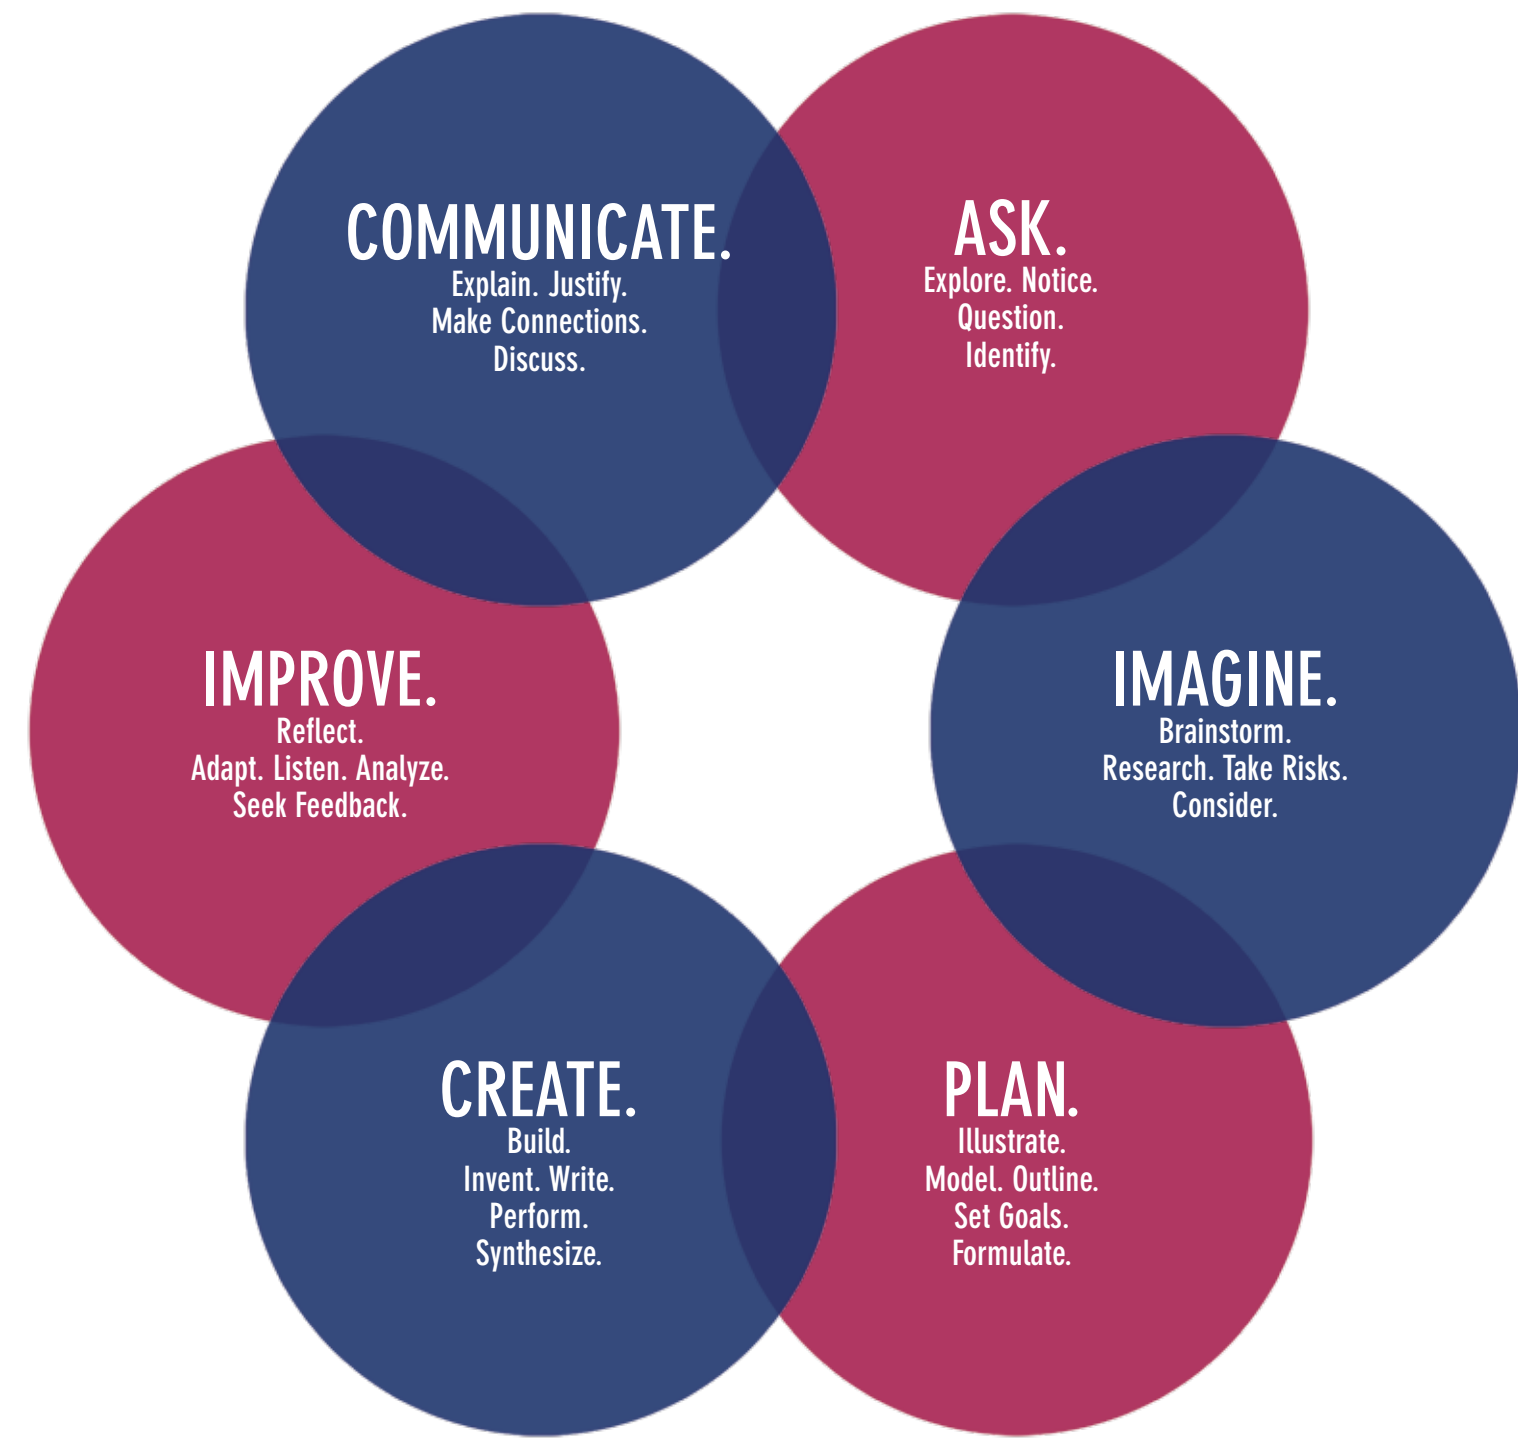 COMMUNICATE.
Explain. Justify.
Make Connections.
Discuss.
ASK.
Explore. Notice.
Question.
Identify.
IMPROVE.
Reflect.
Adapt. Listen. Analyze.
Seek Feedback.
IMAGINE.
Brainstorm.
Research. Take Risks.
Consider.
CREATE.
Build.
Invent. Write.
Perform.
Synthesize.
PLAN.
Illustrate.
Model. Outline.
Set Goals.
Formulate.